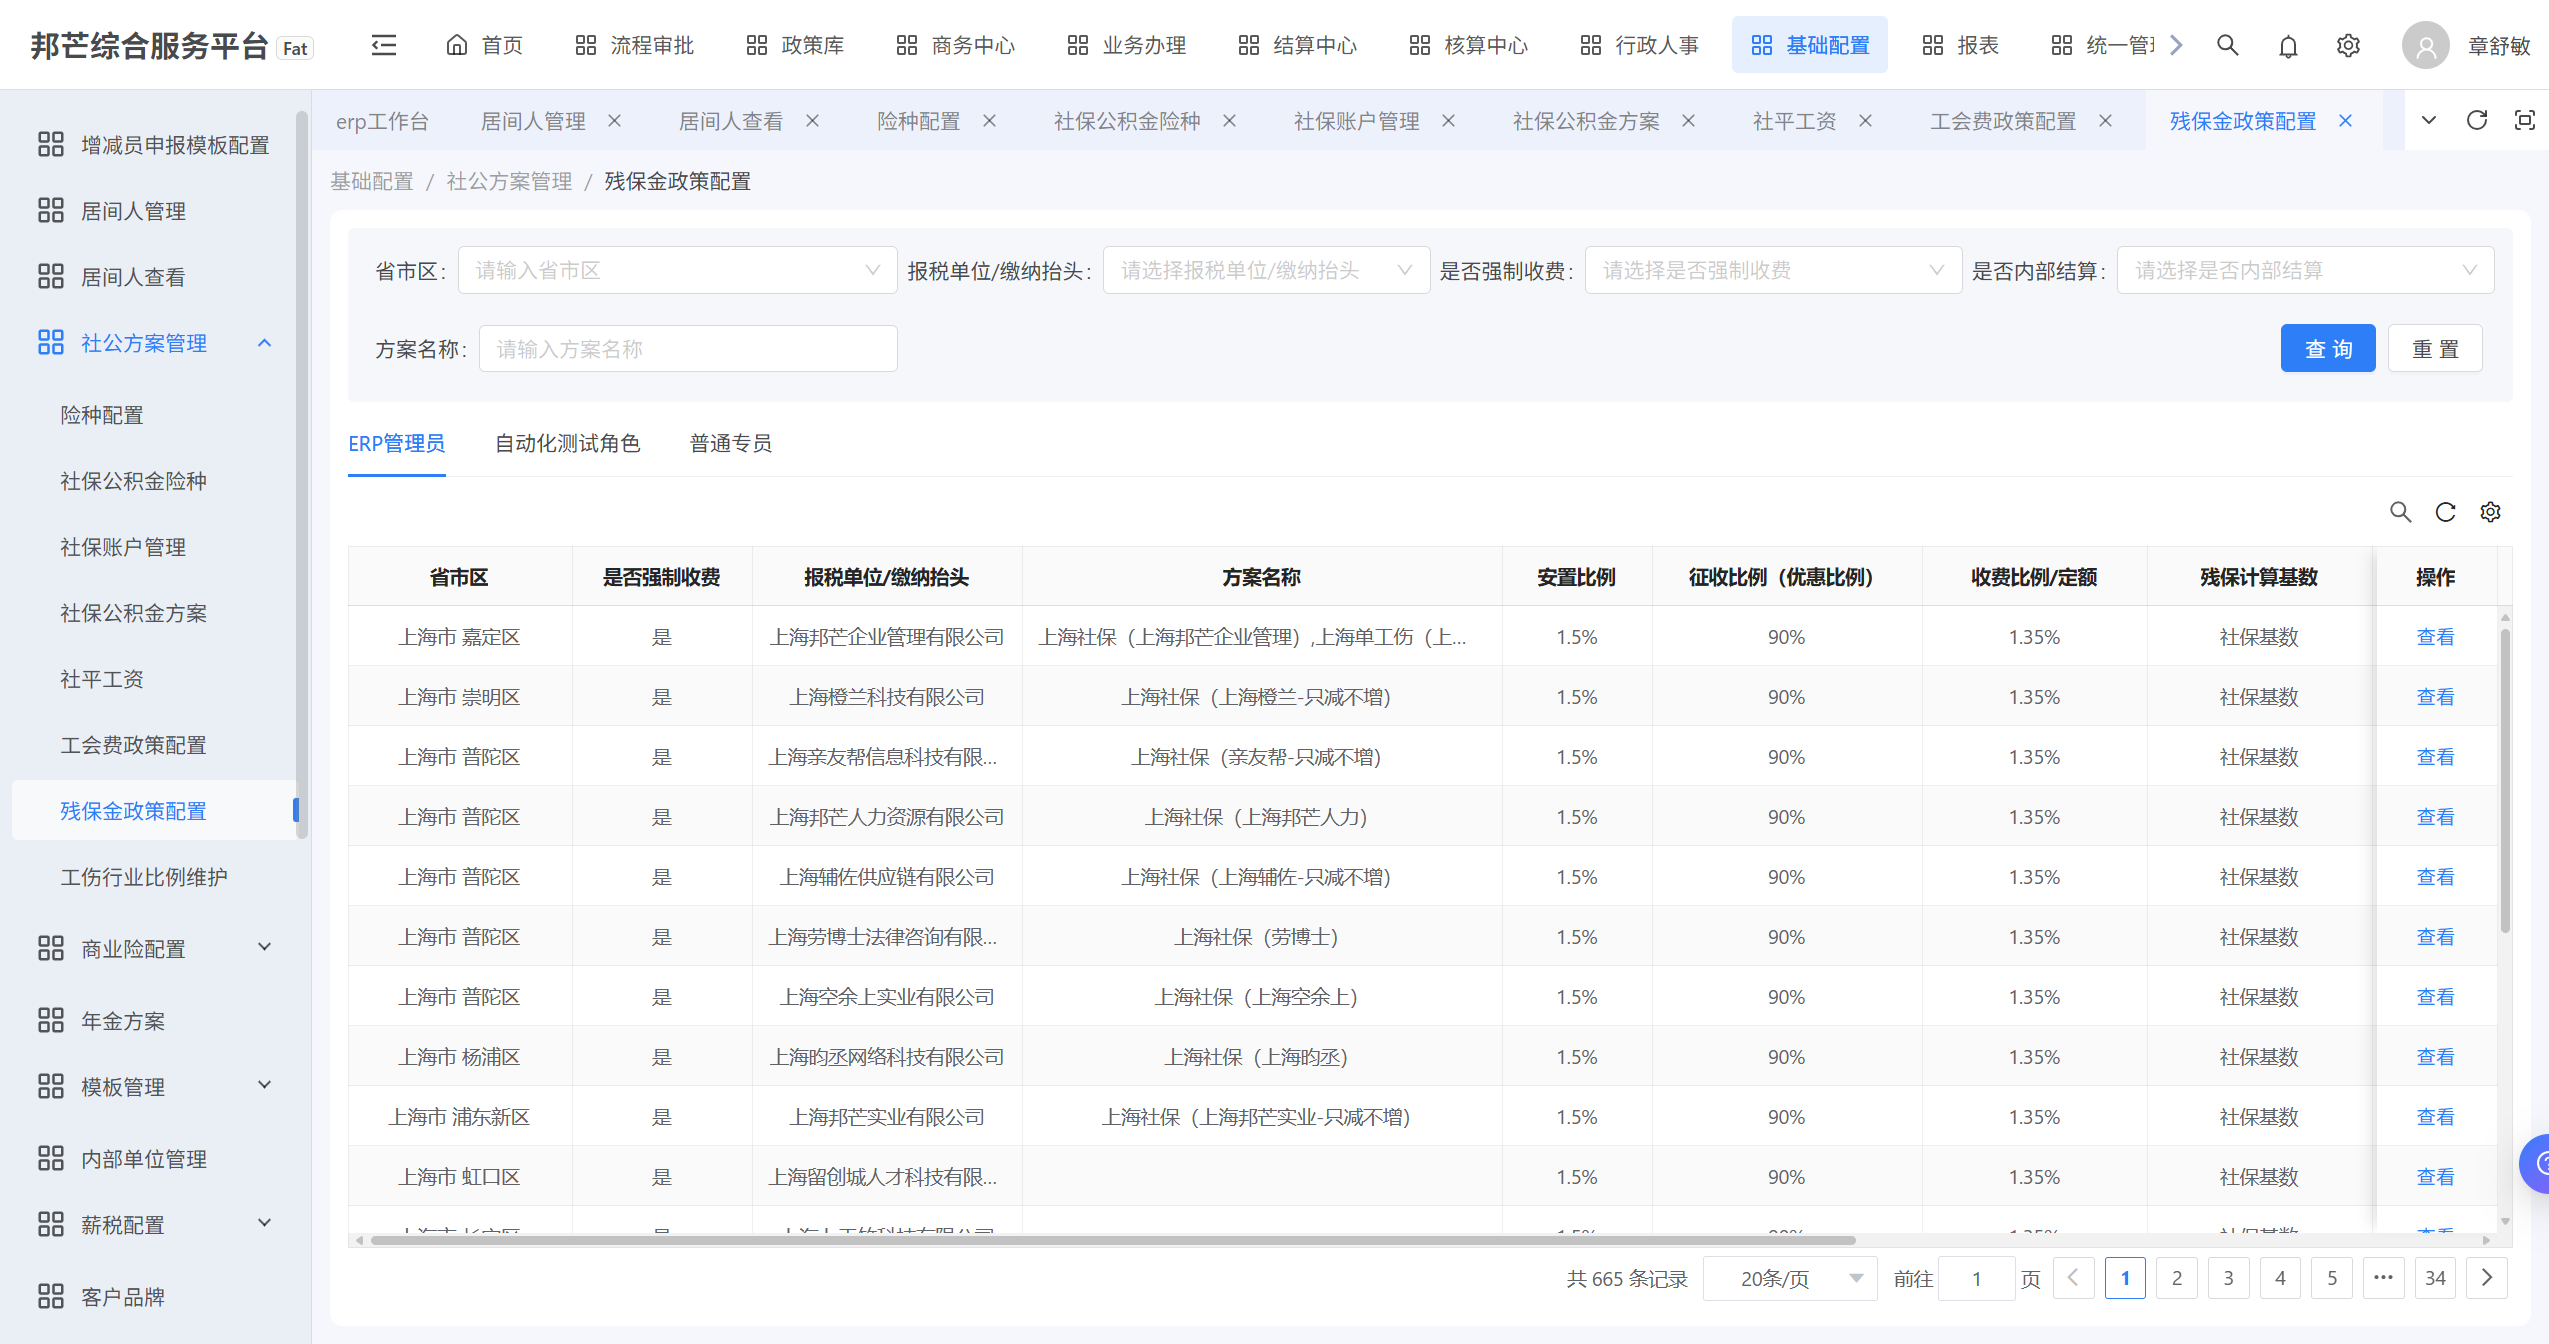 邦芒综合服务平台 Fat 首页 流程审批 政策库 商务中心 业务办理 结算中心 核算中心 行政人事 基础配置 报表 统一管 章舒敏
erp工作台 居间人管理 居间人查看 险种配置 社保公积金险种 社保账户管理 社保公积金方案 社平工资 工会费政策配置 残保金政策配置
基础配置 / 社公方案管理 / 残保金政策配置
增减员申报模板配置
居间人管理
居间人查看
社公方案管理
险种配置
社保公积金险种
社保账户管理
社保公积金方案
社平工资
工会费政策配置
残保金政策配置
工伤行业比例维护
商业险配置
年金方案
模板管理
内部单位管理
薪税配置
客户品牌
省市区: 请输入省市区 报税单位/缴纳抬头: 请选择报税单位/缴纳抬头 是否强制收费: 请选择是否强制收费 是否内部结算: 请选择是否内部结算
方案名称: 请输入方案名称 查 询 重 置
ERP管理员 自动化测试角色 普通专员
省市区 是否强制收费 报税单位/缴纳抬头 方案名称 安置比例 征收比例（优惠比例） 收费比例/定额 残保计算基数 操作
上海市 嘉定区 是 上海邦芒企业管理有限公司 上海社保（上海邦芒企业管理）,上海单工伤（上... 1.5% 90% 1.35% 社保基数 查看
上海市 崇明区 是 上海橙兰科技有限公司 上海社保（上海橙兰-只减不增） 1.5% 90% 1.35% 社保基数 查看
上海市 普陀区 是 上海亲友帮信息科技有限... 上海社保（亲友帮-只减不增） 1.5% 90% 1.35% 社保基数 查看
上海市 普陀区 是 上海邦芒人力资源有限公司 上海社保（上海邦芒人力） 1.5% 90% 1.35% 社保基数 查看
上海市 普陀区 是 上海辅佐供应链有限公司 上海社保（上海辅佐-只减不增） 1.5% 90% 1.35% 社保基数 查看
上海市 普陀区 是 上海劳博士法律咨询有限... 上海社保（劳博士） 1.5% 90% 1.35% 社保基数 查看
上海市 普陀区 是 上海空余上实业有限公司 上海社保（上海空余上） 1.5% 90% 1.35% 社保基数 查看
上海市 杨浦区 是 上海昀丞网络科技有限公司 上海社保（上海昀丞） 1.5% 90% 1.35% 社保基数 查看
上海市 浦东新区 是 上海邦芒实业有限公司 上海社保（上海邦芒实业-只减不增） 1.5% 90% 1.35% 社保基数 查看
上海市 虹口区 是 上海留创城人才科技有限... 1.5% 90% 1.35% 社保基数 查看
共 665 条记录 20条/页 前往 1 页 1 2 3 4 5 ••• 34